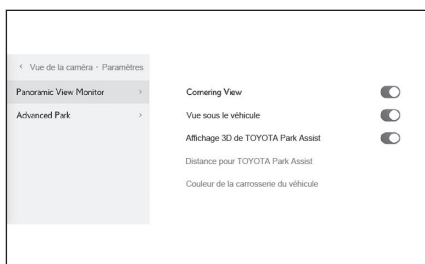 ‹ Vue de la caméra · Paramètres
Panoramic View Monitor ›
Advanced Park ›
Cornering View
Vue sous le véhicule
Affichage 3D de TOYOTA Park Assist
Distance pour TOYOTA Park Assist
Couleur de la carrosserie du véhicule